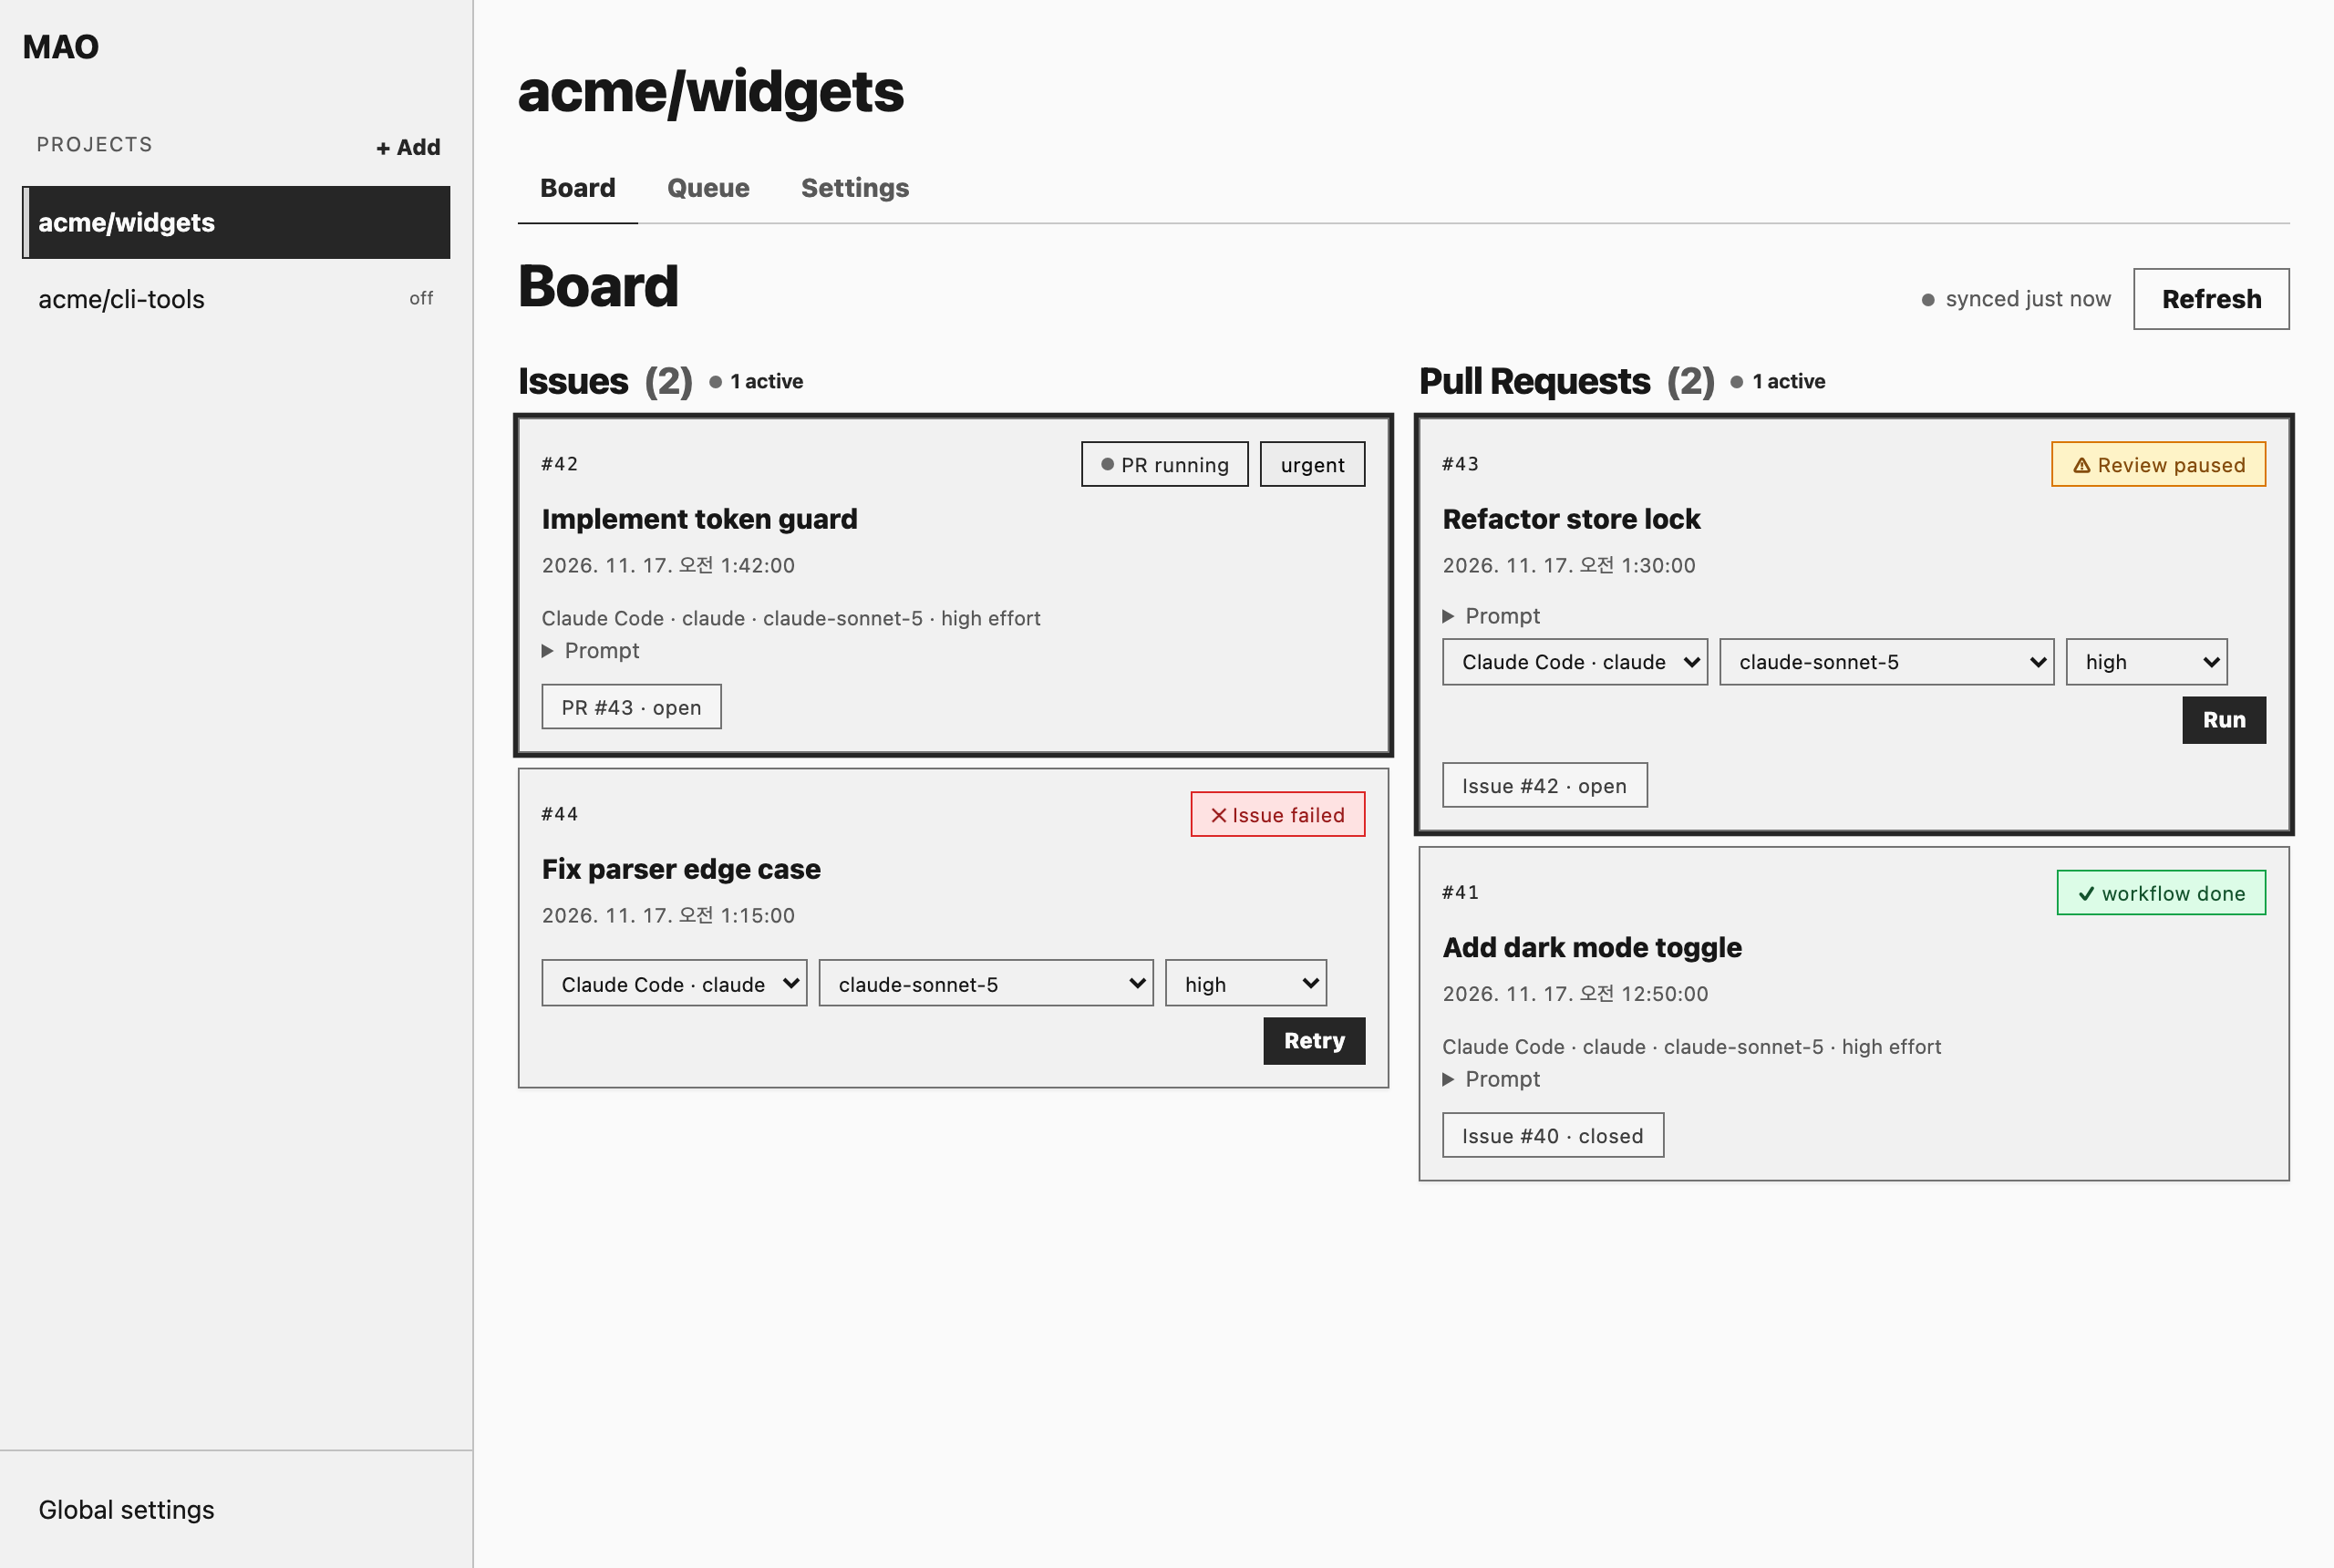 MAO
PROJECTS
+ Add
acme/widgets
acme/cli-tools
off
Global settings
acme/widgets
Board
Queue
Settings
Board
synced just now
Refresh
Issues (2) 1 active
#42
PR running
urgent
Implement token guard
2026. 11. 17. 오전 1:42:00
Claude Code · claude · claude-sonnet-5 · high effort
Prompt
PR #43 · open
#44
Issue failed
Fix parser edge case
2026. 11. 17. 오전 1:15:00
Claude Code · claude
claude-sonnet-5
high
Retry
Pull Requests (2) 1 active
#43
Review paused
Refactor store lock
2026. 11. 17. 오전 1:30:00
Prompt
Claude Code · claude
claude-sonnet-5
high
Run
Issue #42 · open
#41
workflow done
Add dark mode toggle
2026. 11. 17. 오전 12:50:00
Claude Code · claude · claude-sonnet-5 · high effort
Prompt
Issue #40 · closed